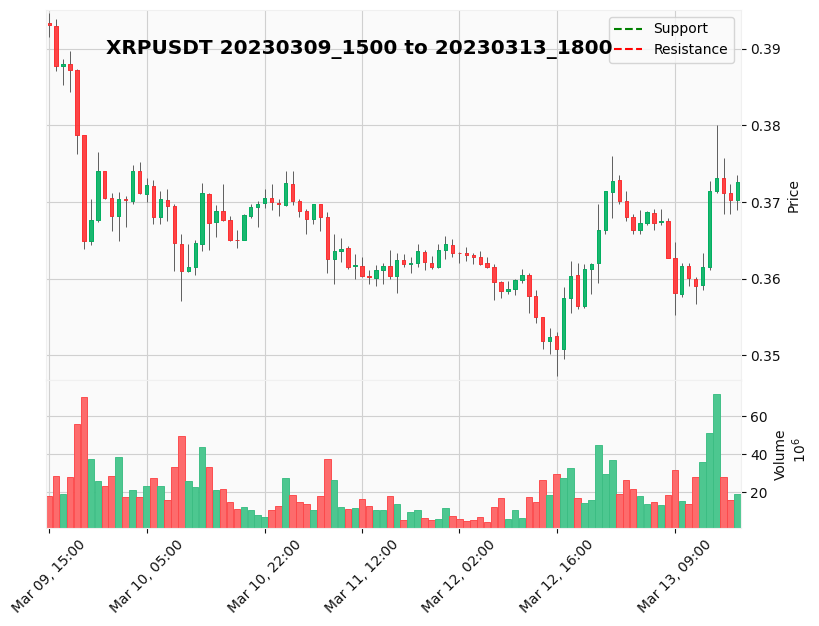 XRPUSDT 20230309_1500 to 20230313_1800
Support
Resistance
0.39
0.38
0.37
0.36
0.35
Price
60
40
20
Volume
10^6
Mar 09, 15:00
Mar 10, 05:00
Mar 10, 22:00
Mar 11, 12:00
Mar 12, 02:00
Mar 12, 16:00
Mar 13, 09:00